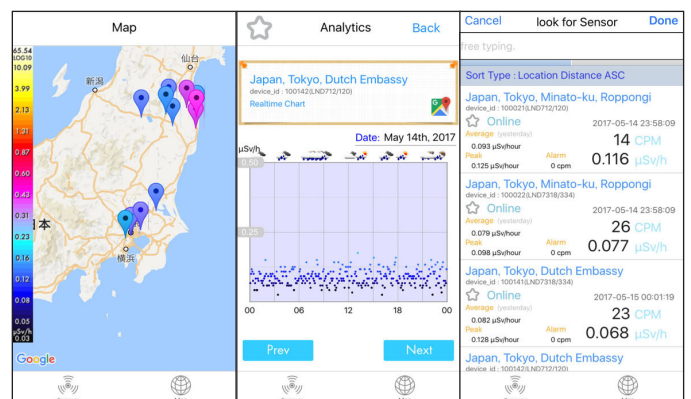 Map
65.54
LOG10
10.09
3.99
2.13
1.31
0.87
0.60
0.43
0.31
0.23
0.16
0.12
0.08
0.05
μSv/h
0.03
仙台
新潟
本
横浜
Google
Analytics
Back
Japan, Tokyo, Dutch Embassy
device_id : 100142(LND712/120)
Realtime Chart
Date: May 14th, 2017
μSv/h
0.50
0.25
00 06 12 18 00
Prev
Next
Cancel
look for Sensor
Done
free typing.
Sort Type : Location Distance ASC
Japan, Tokyo, Minato-ku, Roppongi
device_id : 100021(LND712/120)
Online
2017-05-14 23:58:09
Average (yesterday)
0.093 μSv/hour
14 CPM
Peak
Alarm
0.125 μSv/hour
0 cpm
0.116 μSv/h
Japan, Tokyo, Minato-ku, Roppongi
device_id : 100022(LND7318/334)
Online
2017-05-14 23:58:09
Average (yesterday)
0.079 μSv/hour
26 CPM
Peak
Alarm
0.098 μSv/hour
0 cpm
0.077 μSv/h
Japan, Tokyo, Dutch Embassy
device_id : 100141(LND7318/334)
Online
2017-05-15 00:01:19
Average (yesterday)
0.082 μSv/hour
23 CPM
Peak
Alarm
0.128 μSv/hour
0 cpm
0.068 μSv/h
Japan, Tokyo, Dutch Embassy
device_id : 100142(LND712/120)